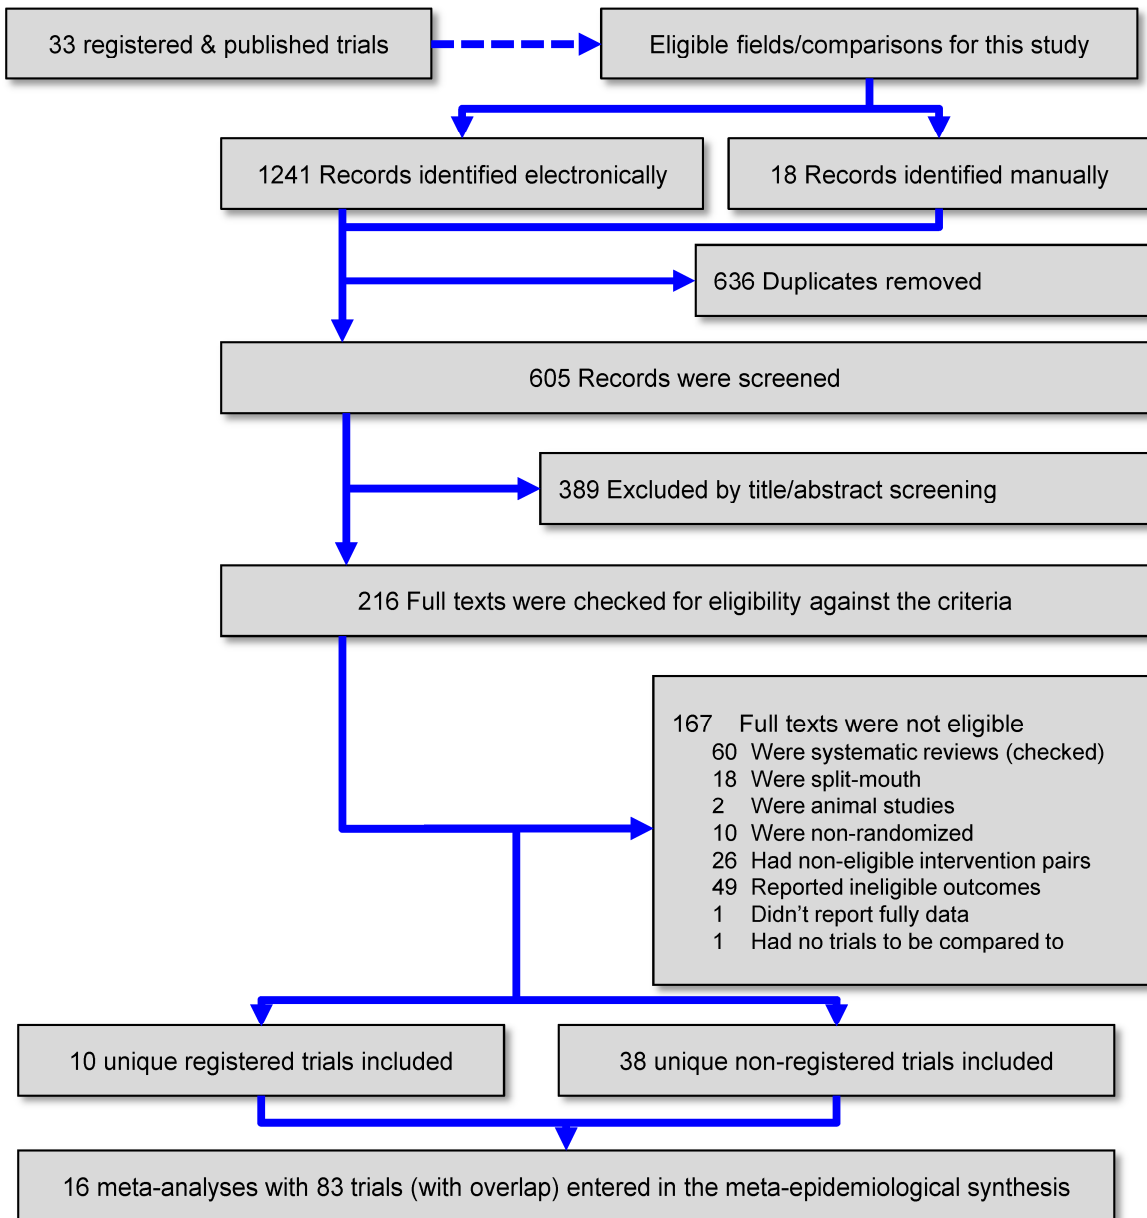 33 registered & published trials
Eligible fields/comparisons for this study
1241 Records identified electronically
18 Records identified manually
636 Duplicates removed
605 Records were screened
389 Excluded by title/abstract screening
216 Full texts were checked for eligibility against the criteria
167 Full texts were not eligible
60 Were systematic reviews (checked)
18 Were split-mouth
2 Were animal studies
10 Were non-randomized
26 Had non-eligible intervention pairs
49 Reported ineligible outcomes
1 Didn’t report fully data
1 Had no trials to be compared to
10 unique registered trials included
38 unique non-registered trials included
16 meta-analyses with 83 trials (with overlap) entered in the meta-epidemiological synthesis